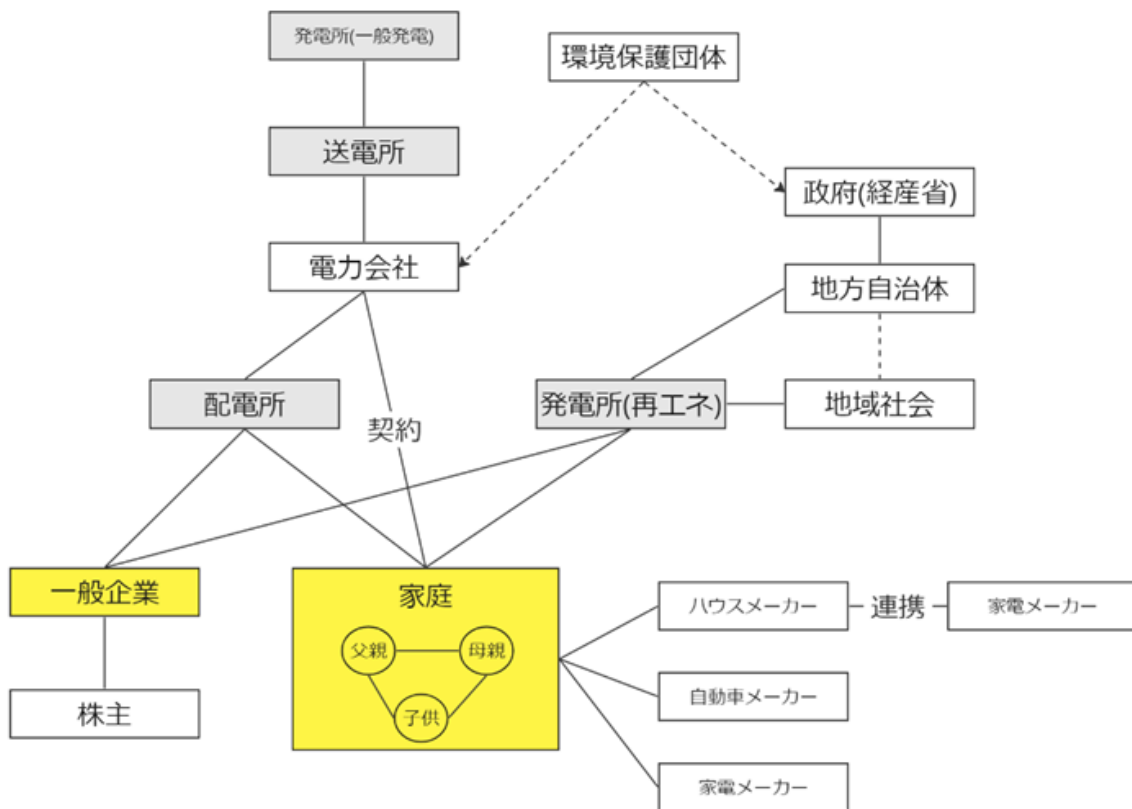 発電所(一般発電)
環境保護団体
送電所
政府(経産省)
電力会社
地方自治体
配電所
発電所(再エネ)
地域社会
契約
一般企業
家庭
ハウスメーカー
連携
家電メーカー
父親
母親
子供
自動車メーカー
株主
家電メーカー